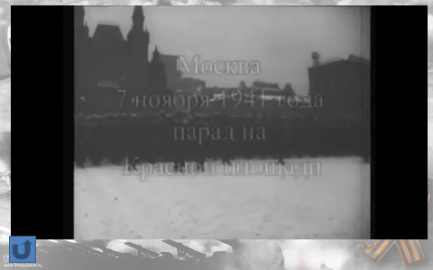 Москва
7 ноября 1941 года
парад на
Красной площади